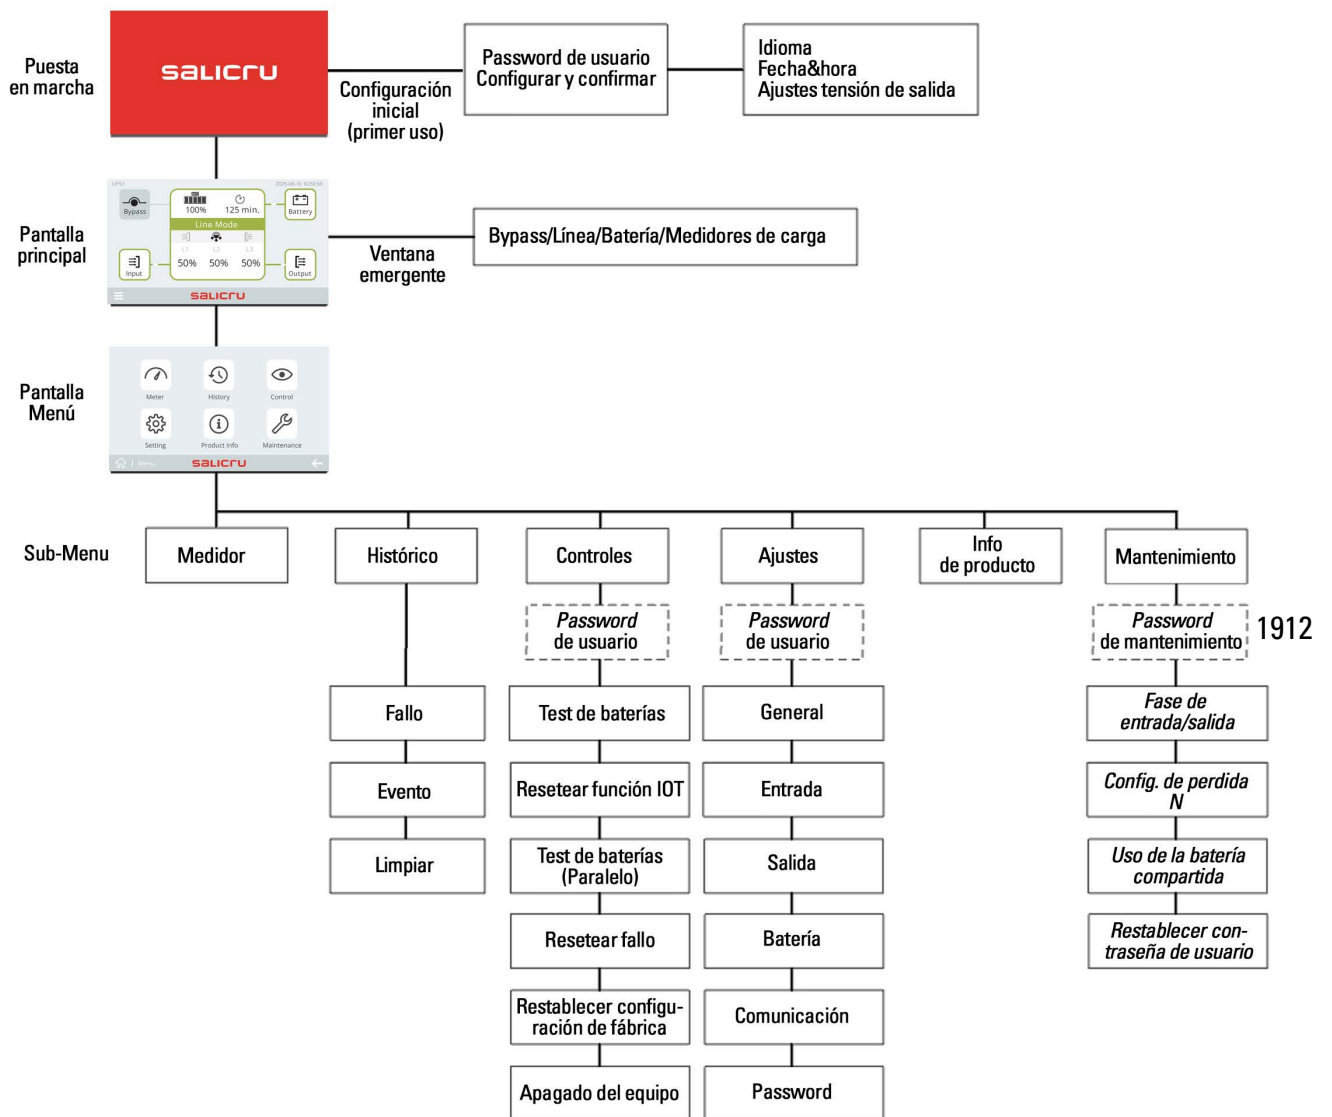 Puesta
en marcha
SALICRU
Configuración
inicial
(primer uso)
Password de usuario
Configurar y confirmar
Idioma
Fecha&hora
Ajustes tensión de salida
Pantalla
principal
Bypass
100%
125 min.
Battery
Line Mode
L1 L2 L3
50% 50% 50%
Input
Output
SALICRU
Ventana
emergente
Bypass/Línea/Batería/Medidores de carga
Pantalla
Menú
Meter
History
Control
Setting
Product Info
Maintenance
Menu
SALICRU
Sub-Menu
Medidor
Histórico
Controles
Ajustes
Info
de producto
Mantenimiento
Password
de usuario
Password
de usuario
Password
de mantenimiento
1912
Fallo
Test de baterías
General
Fase de
entrada/salida
Evento
Resetear función IOT
Entrada
Config. de perdida
N
Limpiar
Test de baterías
(Paralelo)
Salida
Uso de la batería
compartida
Resetear fallo
Batería
Restablecer con-
traseña de usuario
Restablecer configu-
ración de fábrica
Comunicación
Apagado del equipo
Password